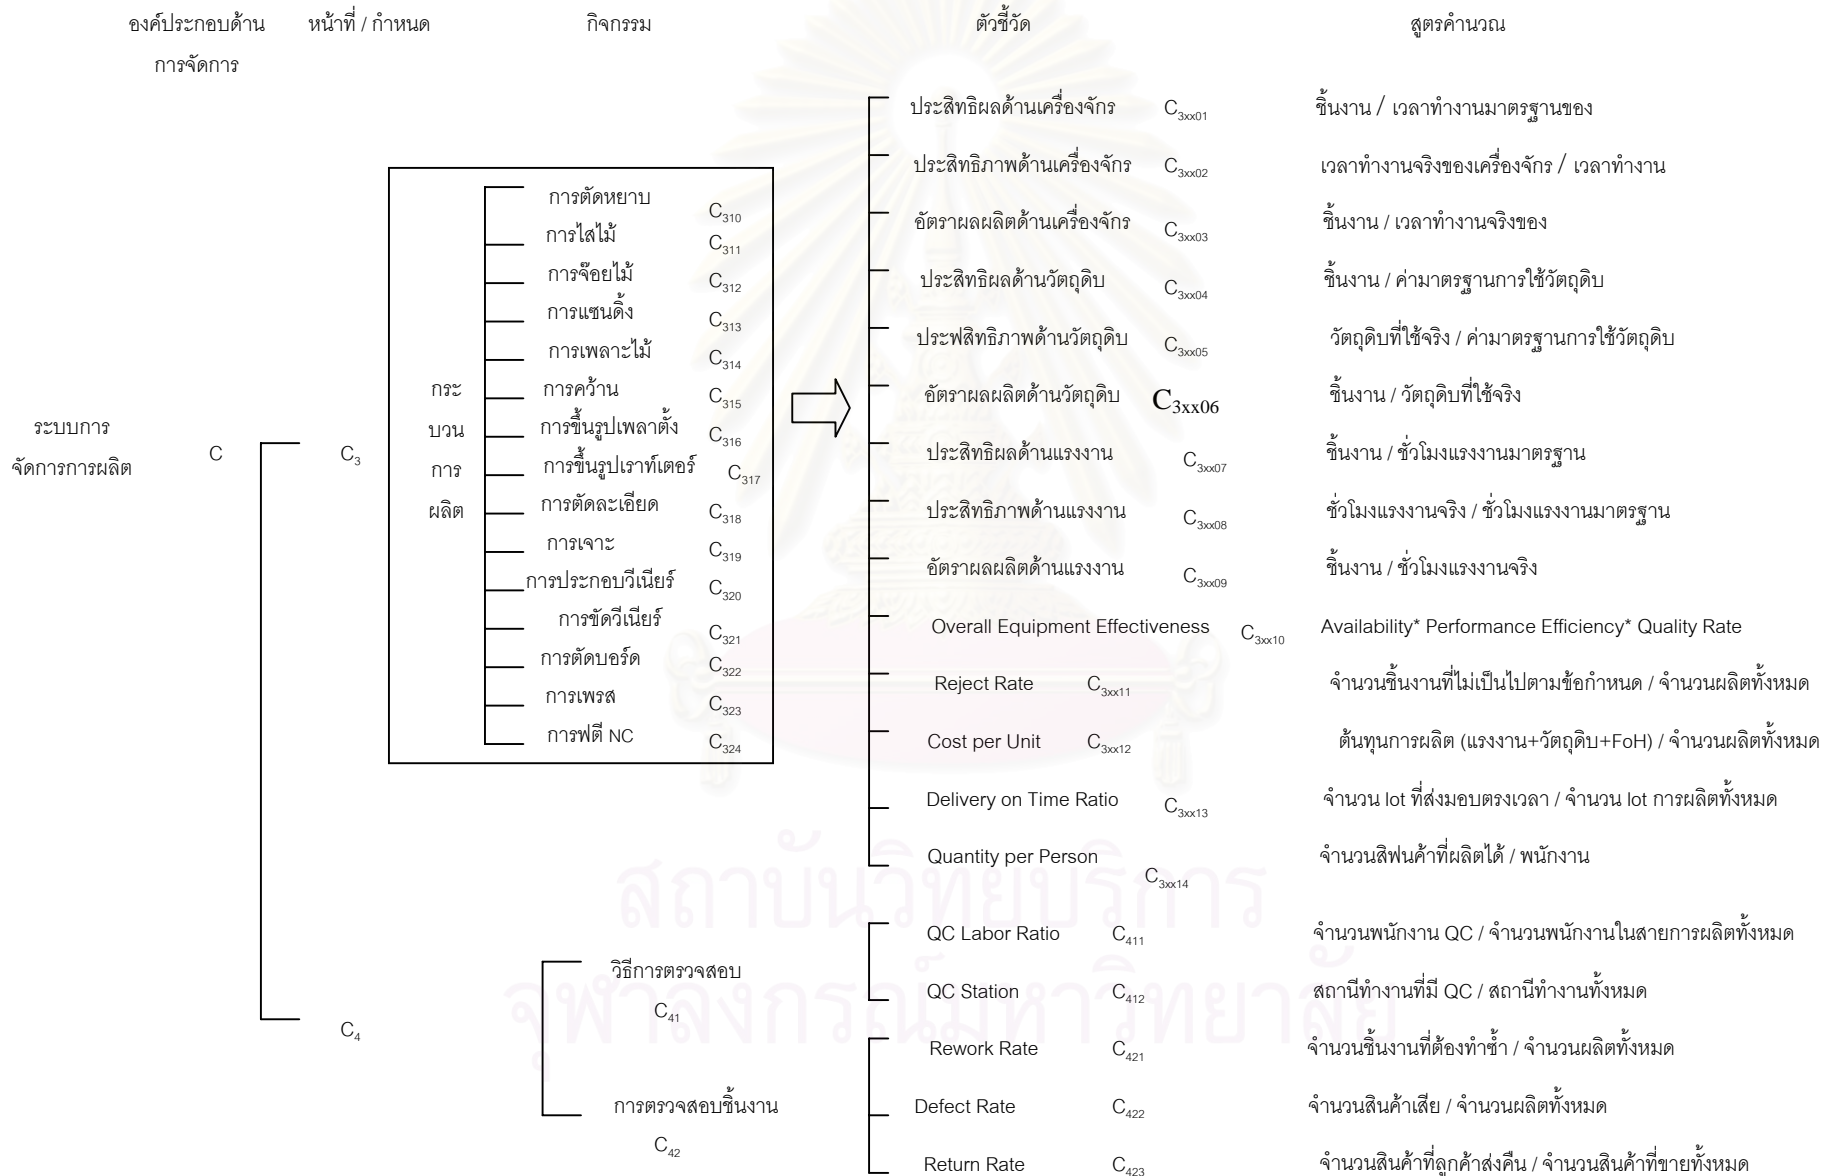 องค์ประกอบด้าน หน้าที่ / กำหนด กิจกรรม ตัวชี้วัด สูตรคำนวณ
การจัดการ
ระบบการ
จัดการการผลิต
C
C3
กระ
บวน
การ
ผลิต
การตัดหยาบ C310
การไสไม้ C311
การจ๊อยไม้ C312
การแซนดิ้ง C313
การเพลาะไม้ C314
การคว้าน C315
การขึ้นรูปเพลาตั้ง C316
การขึ้นรูปเราท์เตอร์ C317
การตัดละเอียด C318
การเจาะ C319
การประกอบวีเนียร์ C320
การขัดวีเนียร์ C321
การตัดบอร์ด C322
การเพรส C323
การฟตี NC C324
ประสิทธิผลด้านเครื่องจักร C3xx01 ชิ้นงาน / เวลาทำงานมาตรฐานของ
ประสิทธิภาพด้านเครื่องจักร C3xx02 เวลาทำงานจริงของเครื่องจักร / เวลาทำงาน
อัตราผลผลิตด้านเครื่องจักร C3xx03 ชิ้นงาน / เวลาทำงานจริงของ
ประสิทธิผลด้านวัตถุดิบ C3xx04 ชิ้นงาน / ค่ามาตรฐานการใช้วัตถุดิบ
ประฟสิทธิภาพด้านวัตถุดิบ C3xx05 วัตถุดิบที่ใช้จริง / ค่ามาตรฐานการใช้วัตถุดิบ
อัตราผลผลิตด้านวัตถุดิบ C3xx06 ชิ้นงาน / วัตถุดิบที่ใช้จริง
ประสิทธิผลด้านแรงงาน C3xx07 ชิ้นงาน / ชั่วโมงแรงงานมาตรฐาน
ประสิทธิภาพด้านแรงงาน C3xx08 ชั่วโมงแรงงานจริง / ชั่วโมงแรงงานมาตรฐาน
อัตราผลผลิตด้านแรงงาน C3xx09 ชิ้นงาน / ชั่วโมงแรงงานจริง
Overall Equipment Effectiveness C3xx10 Availability* Performance Efficiency* Quality Rate
Reject Rate C3xx11 จำนวนชิ้นงานที่ไม่เป็นไปตามข้อกำหนด / จำนวนผลิตทั้งหมด
Cost per Unit C3xx12 ต้นทุนการผลิต (แรงงาน+วัตถุดิบ+FoH) / จำนวนผลิตทั้งหมด
Delivery on Time Ratio C3xx13 จำนวน lot ที่ส่งมอบตรงเวลา / จำนวน lot การผลิตทั้งหมด
Quantity per Person C3xx14 จำนวนสิฟนค้าที่ผลิตได้ / พนักงาน
สถาบันวิทยบริการ
จุฬาลงกรณ์มหาวิทยาลัย
C4
วิธีการตรวจสอบ
C41
QC Labor Ratio C411 จำนวนพนักงาน QC / จำนวนพนักงานในสายการผลิตทั้งหมด
QC Station C412 สถานีทำงานที่มี QC / สถานีทำงานทั้งหมด
การตรวจสอบชิ้นงาน
C42
Rework Rate C421 จำนวนชิ้นงานที่ต้องทำซ้ำ / จำนวนผลิตทั้งหมด
Defect Rate C422 จำนวนสินค้าเสีย / จำนวนผลิตทั้งหมด
Return Rate C423 จำนวนสินค้าที่ลูกค้าส่งคืน / จำนวนสินค้าที่ขายทั้งหมด